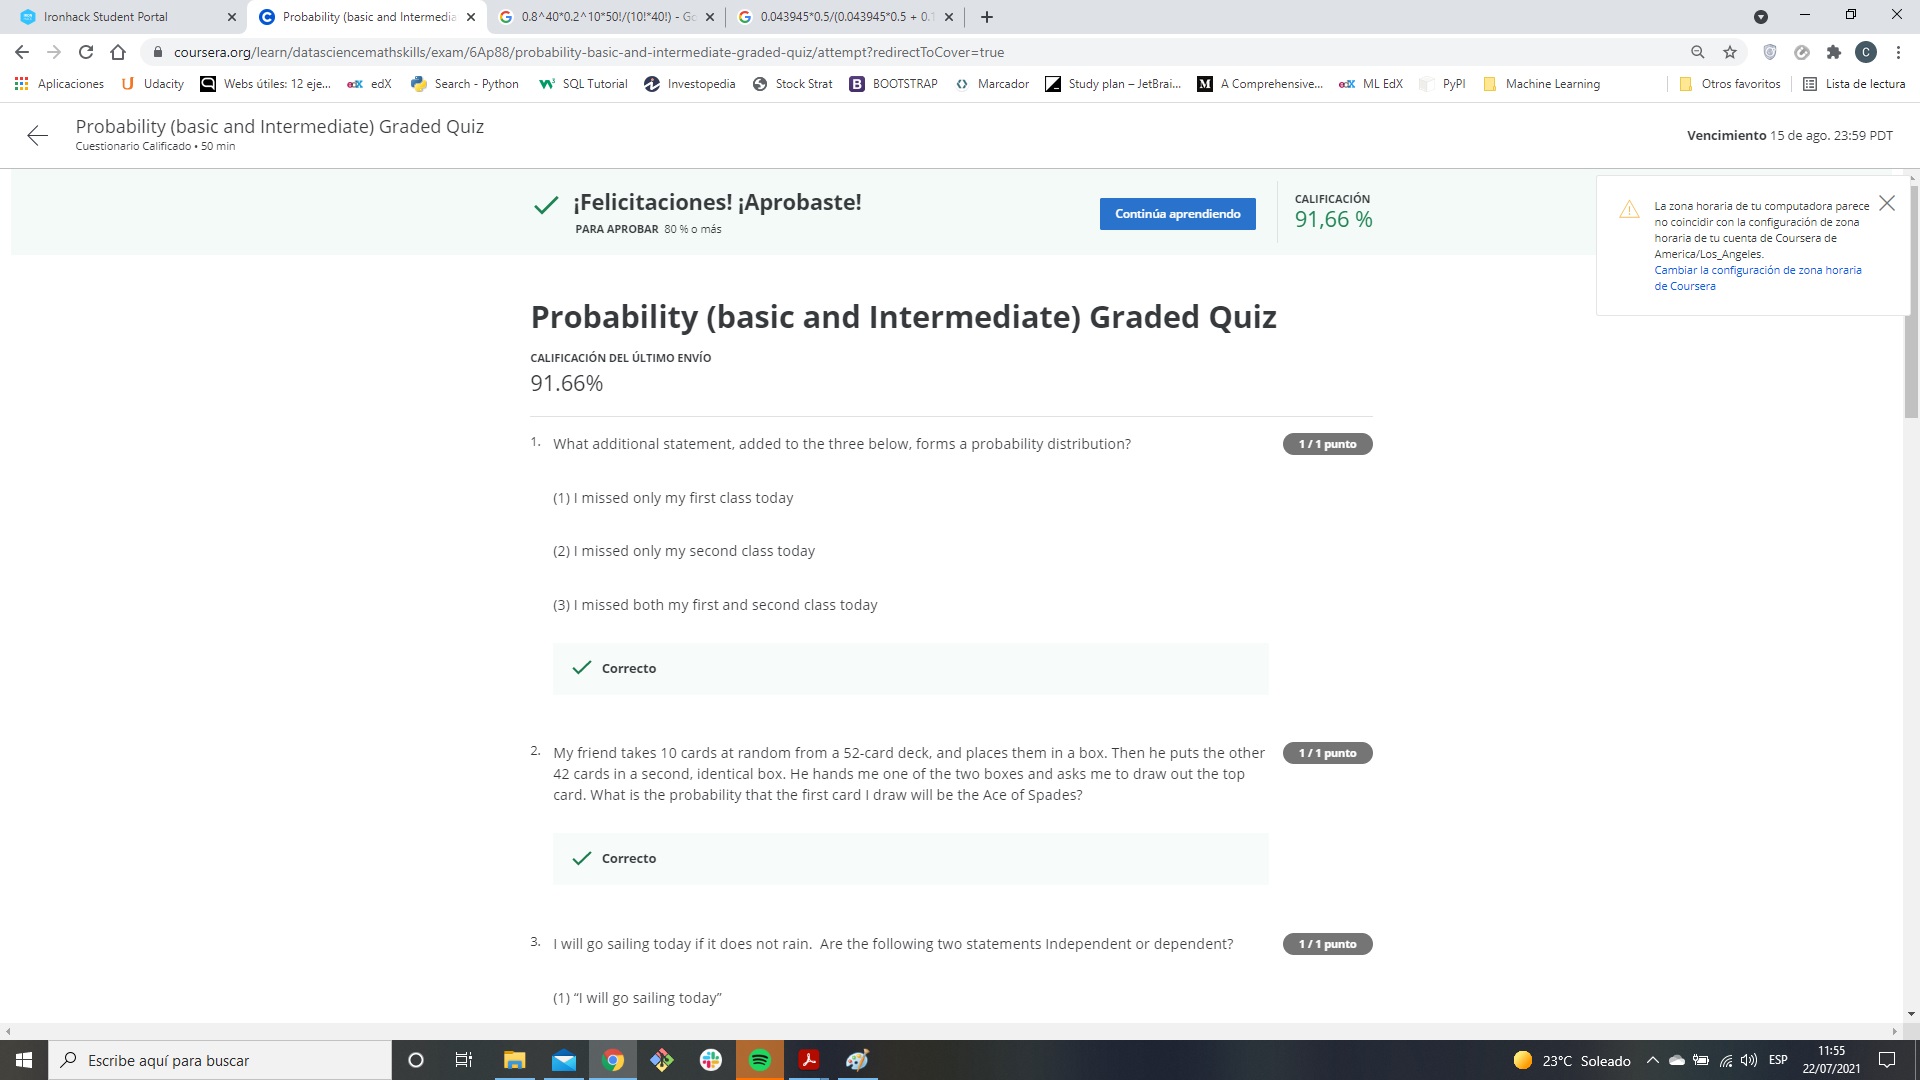 Ironhack Student Portal
Probability (basic and Intermedia
0.8^40*0.2^10*50!/(10!*40!) - Go
0.043945*0.5/(0.043945*0.5 + 0.1
coursera.org/learn/datasciencemathskills/exam/6Ap88/probability-basic-and-intermediate-graded-quiz/attempt?redirectToCover=true
C
Aplicaciones
Udacity
Webs útiles: 12 eje...
edX
Search - Python
SQL Tutorial
Investopedia
Stock Strat
BOOTSTRAP
Marcador
Study plan – JetBrai...
A Comprehensive...
ML EdX
PyPI
Machine Learning
Otros favoritos
Lista de lectura
Probability (basic and Intermediate) Graded Quiz
Cuestionario Calificado • 50 min
Vencimiento 15 de ago. 23:59 PDT
¡Felicitaciones! ¡Aprobaste!
PARA APROBAR 80 % o más
Continúa aprendiendo
CALIFICACIÓN
91,66 %
La zona horaria de tu computadora parece
no coincidir con la configuración de zona
horaria de tu cuenta de Coursera de
America/Los_Angeles.
Cambiar la configuración de zona horaria
de Coursera
Probability (basic and Intermediate) Graded Quiz
CALIFICACIÓN DEL ÚLTIMO ENVÍO
91.66%
1. What additional statement, added to the three below, forms a probability distribution?
1 / 1 punto
(1) I missed only my first class today
(2) I missed only my second class today
(3) I missed both my first and second class today
Correcto
2. My friend takes 10 cards at random from a 52-card deck, and places them in a box. Then he puts the other
42 cards in a second, identical box. He hands me one of the two boxes and asks me to draw out the top
card. What is the probability that the first card I draw will be the Ace of Spades?
1 / 1 punto
Correcto
3. I will go sailing today if it does not rain. Are the following two statements Independent or dependent?
1 / 1 punto
(1) “I will go sailing today”
Escribe aquí para buscar
23°C Soleado
ESP
11:55
22/07/2021